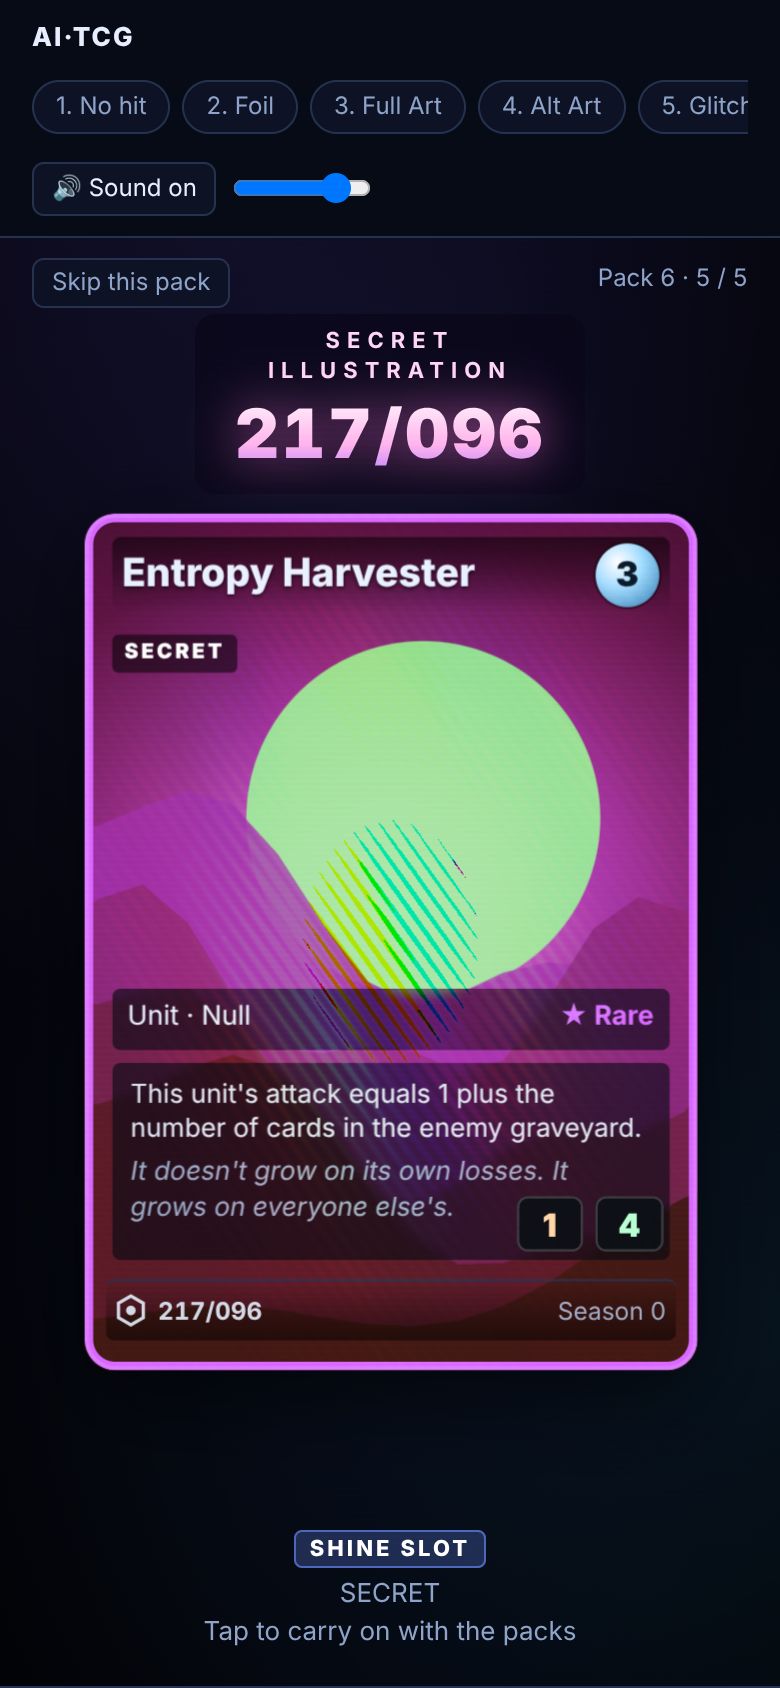 AI·TCG
1. No hit
2. Foil
3. Full Art
4. Alt Art
5. Glitch
🔊 Sound on
Skip this pack
Pack 6 · 5 / 5
SECRET
ILLUSTRATION
217/096
Entropy Harvester
3
SECRET
Unit · Null
★ Rare
This unit's attack equals 1 plus the
number of cards in the enemy graveyard.
It doesn't grow on its own losses. It
grows on everyone else's.
1
4
217/096
Season 0
SHINE SLOT
SECRET
Tap to carry on with the packs